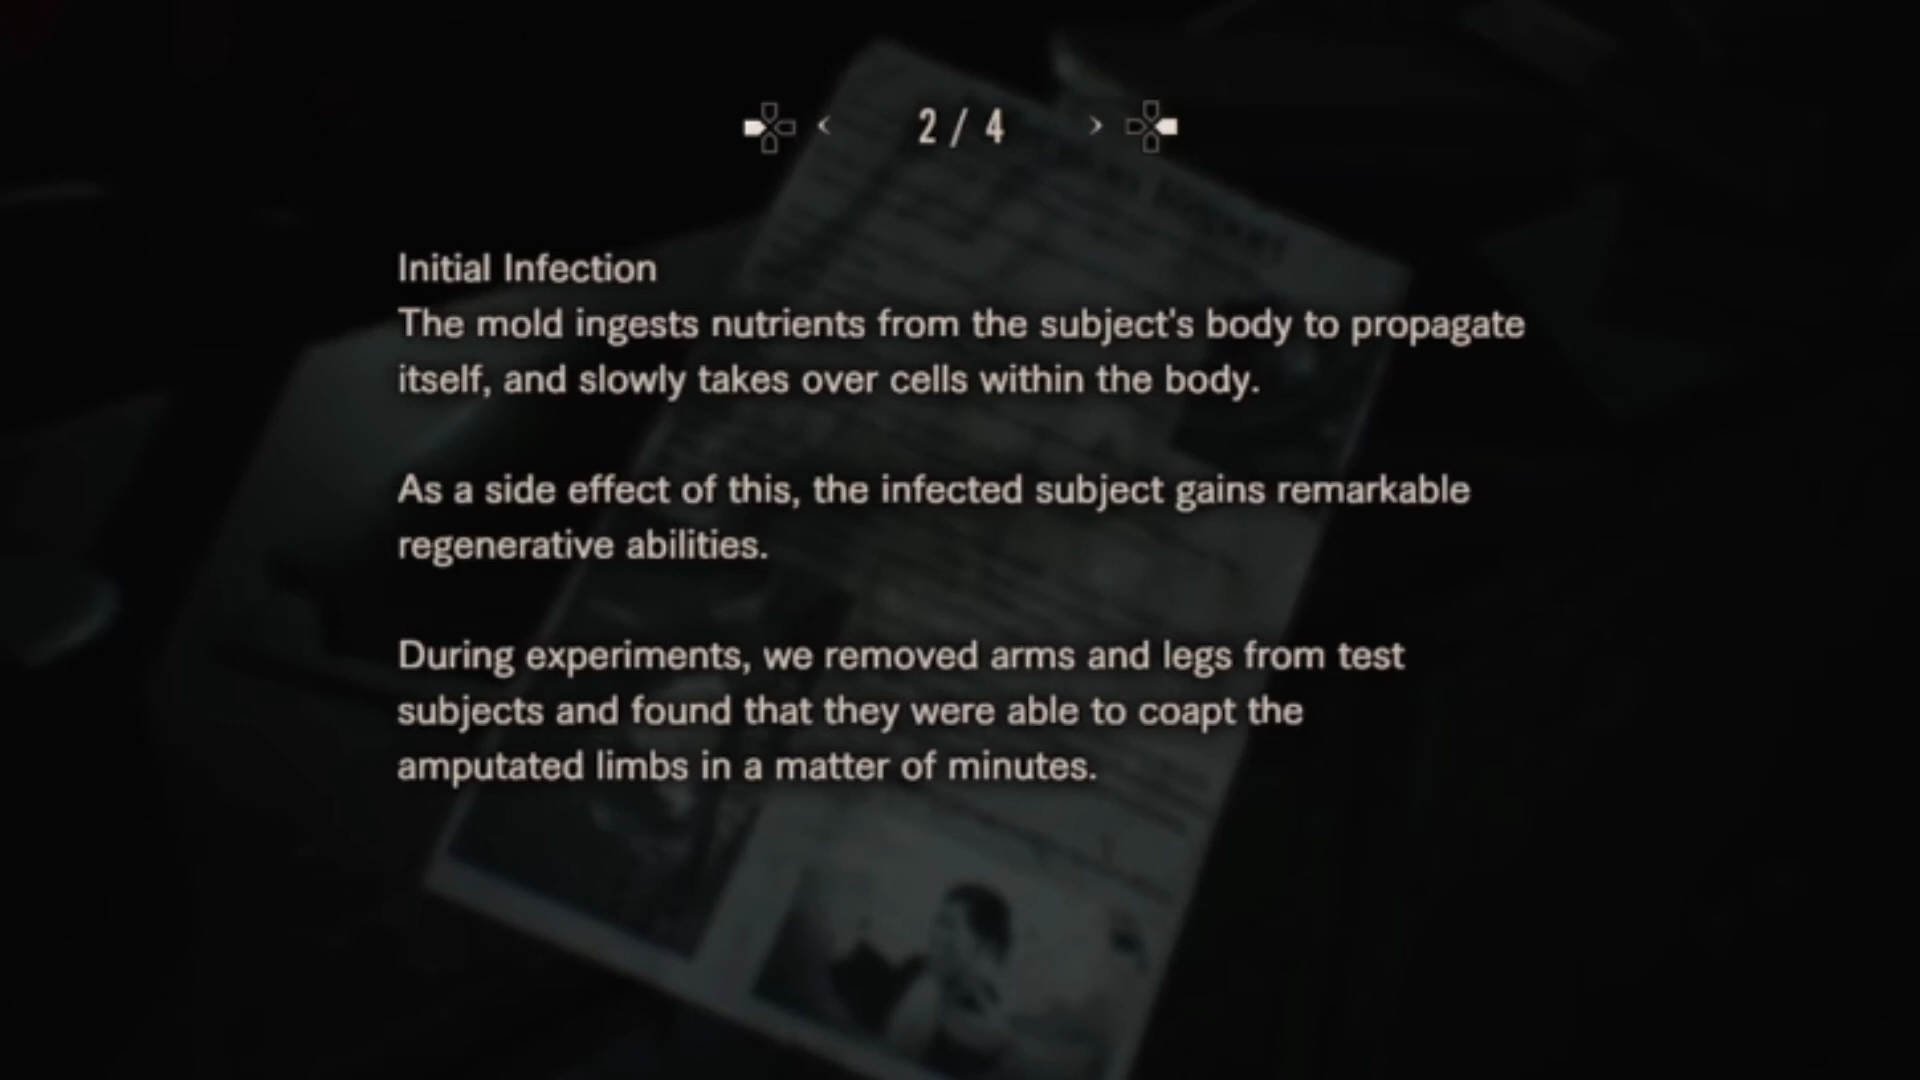 2 / 4
Initial Infection
The mold ingests nutrients from the subject's body to propagate
itself, and slowly takes over cells within the body.
As a side effect of this, the infected subject gains remarkable
regenerative abilities.
During experiments, we removed arms and legs from test
subjects and found that they were able to coapt the
amputated limbs in a matter of minutes.